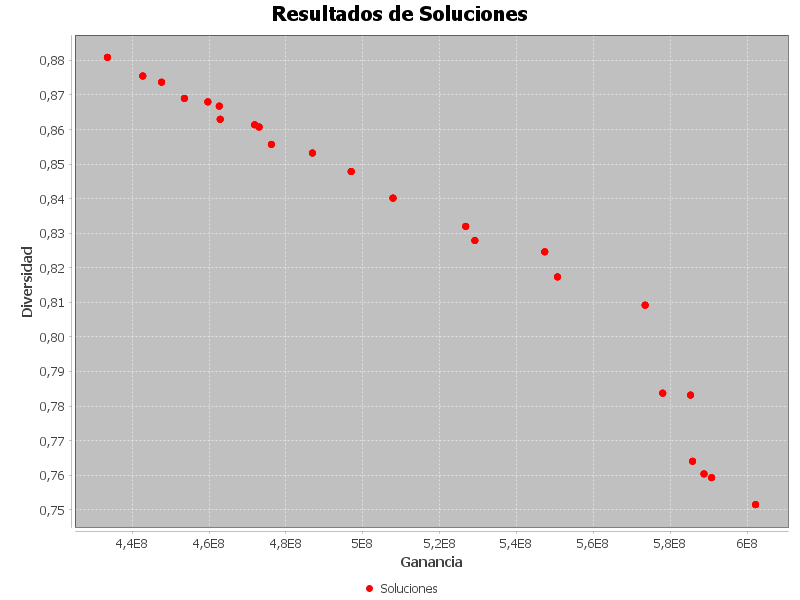 Resultados de Soluciones
0,88
0,87
0,86
0,85
0,84
0,83
0,82
0,81
0,80
0,79
0,78
0,77
0,76
0,75
Diversidad
4,4E8 4,6E8 4,8E8 5E8 5,2E8 5,4E8 5,6E8 5,8E8 6E8
Ganancia
Soluciones